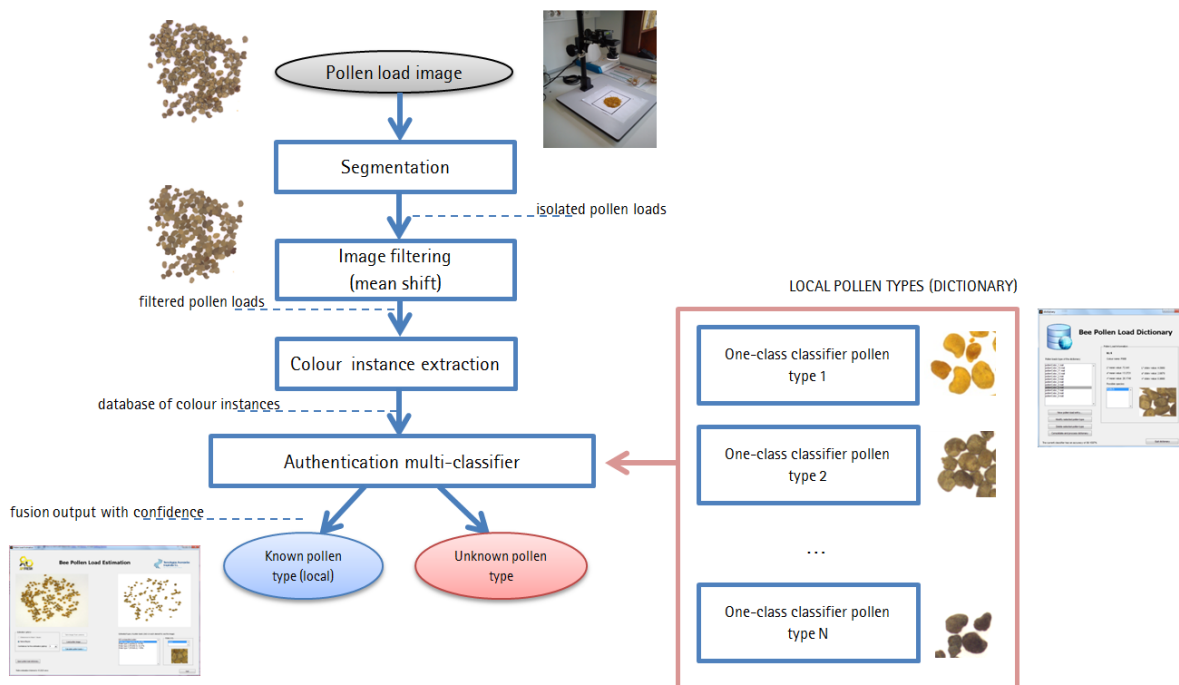 Pollen load image
Segmentation
isolated pollen loads
Image filtering
(mean shift)
filtered pollen loads
Colour instance extraction
database of colour instances
Authentication multi-classifier
fusion output with confidence
Known pollen
type (local)
Unknown pollen
type
Bee Pollen Load Estimation
LOCAL POLLEN TYPES (DICTIONARY)
One-class classifier pollen
type 1
One-class classifier pollen
type 2
...
One-class classifier pollen
type N
Bee Pollen Load Dictionary